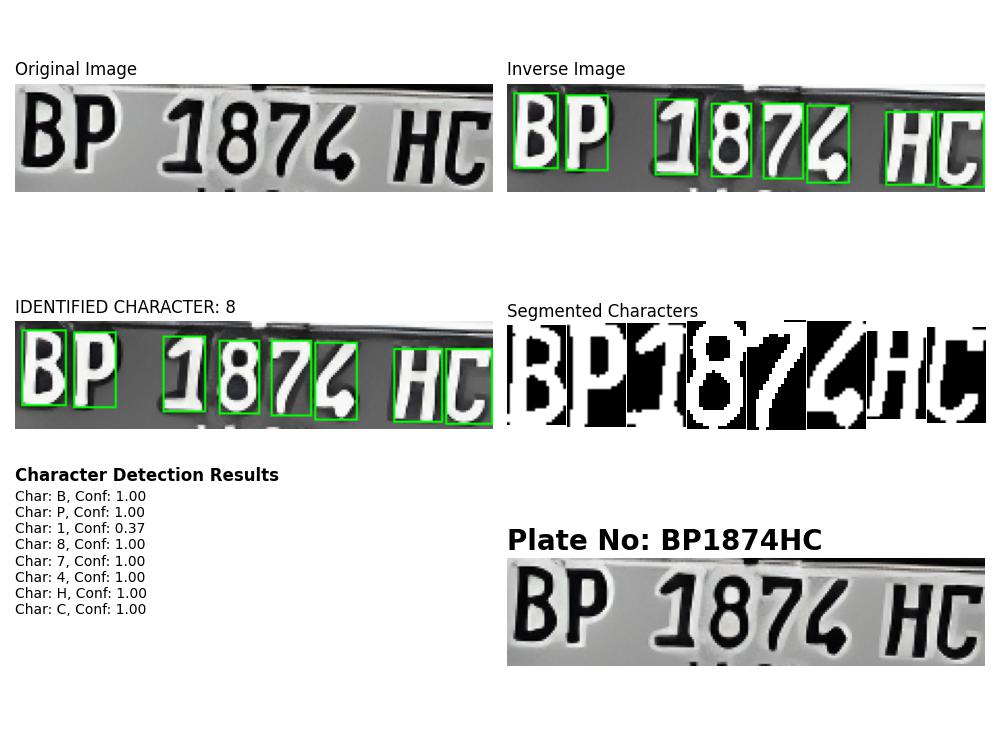 Original Image
BP 1874 HC
Inverse Image
BP 1874 HC
IDENTIFIED CHARACTER: 8
BP 1874 HC
Segmented Characters
BP1874HC
Character Detection Results
Char: B, Conf: 1.00
Char: P, Conf: 1.00
Char: 1, Conf: 0.37
Char: 8, Conf: 1.00
Char: 7, Conf: 1.00
Char: 4, Conf: 1.00
Char: H, Conf: 1.00
Char: C, Conf: 1.00
Plate No: BP1874HC
BP 1874 HC